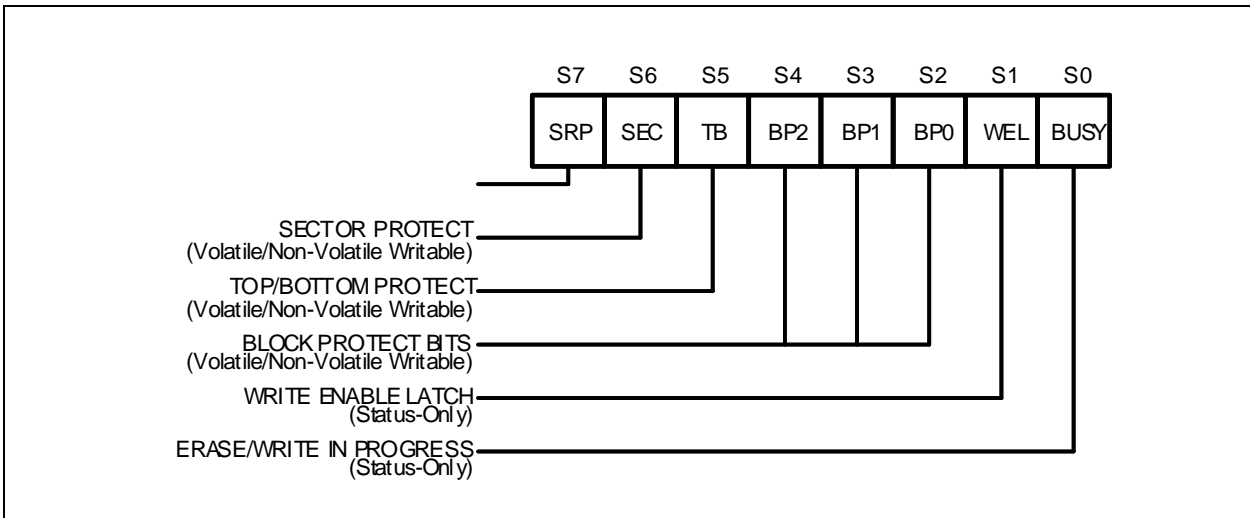 S7 S6 S5 S4 S3 S2 S1 S0
SRP SEC TB BP2 BP1 BP0 WEL BUSY
SECTOR PROTECT
(Volatile/Non-Volatile Writable)
TOP/BOTTOM PROTECT
(Volatile/Non-Volatile Writable)
BLOCK PROTECT BITS
(Volatile/Non-Volatile Writable)
WRITE ENABLE LATCH
(Status-Only)
ERASE/WRITE IN PROGRESS
(Status-Only)